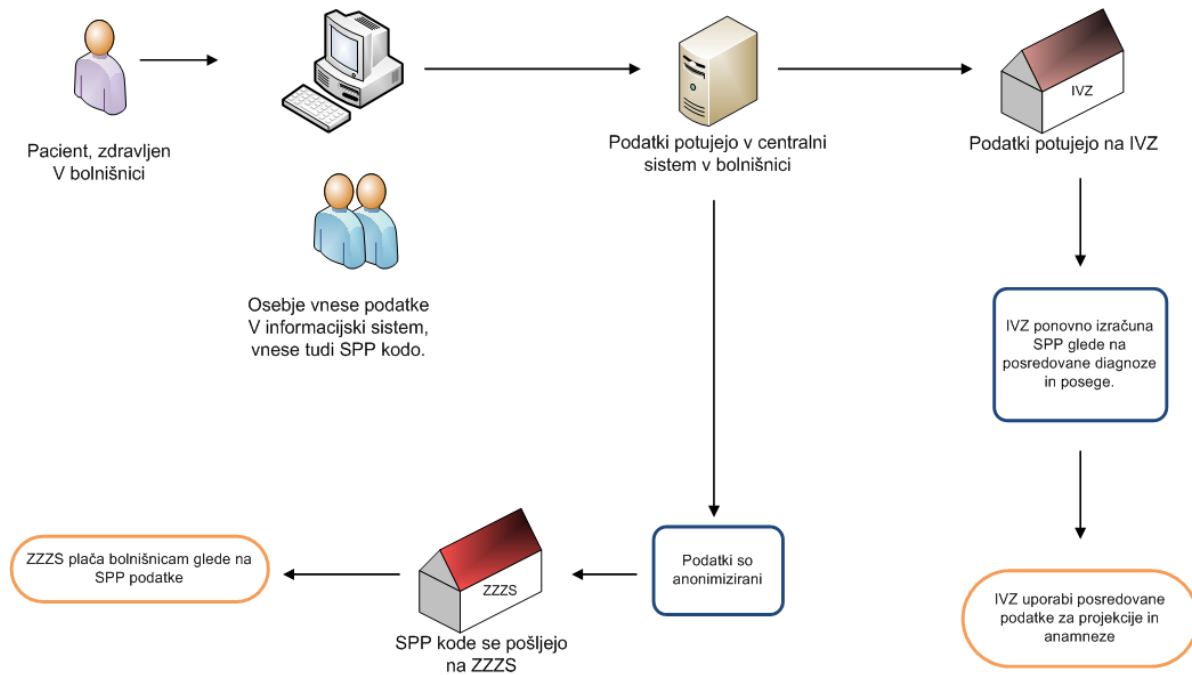 Pacient, zdravljen
V bolnišnici
Osebje vnese podatke
V informacijski sistem,
vnese tudi SPP kodo.
Podatki potujejo v centralni
sistem v bolnišnici
IVZ
Podatki potujejo na IVZ
IVZ ponovno izračuna
SPP glede na
posredovane diagnoze
in posege.
IVZ uporabi posredovane
podatke za projekcije in
anamneze
Podatki so
anonimizirani
ZZZS
SPP kode se pošljejo
na ZZZS
ZZZS plača bolnišnicam glede na
SPP podatke